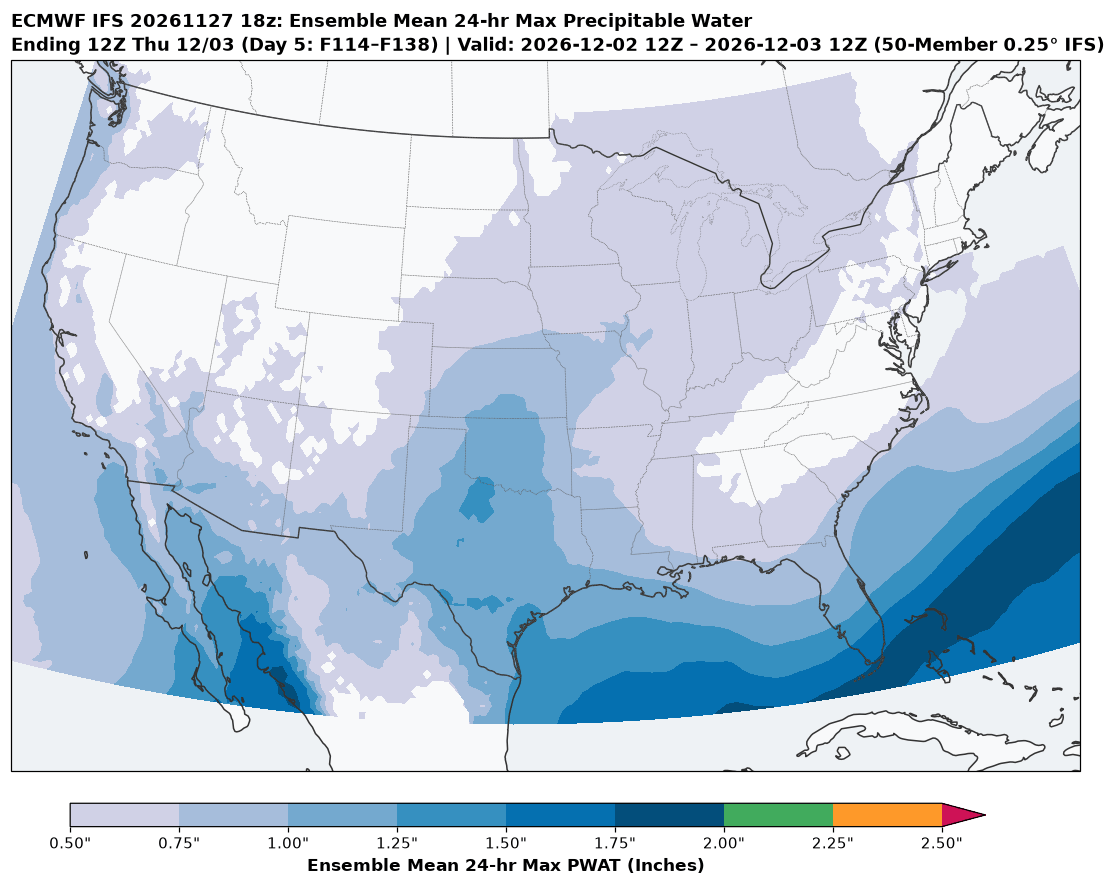 ECMWF IFS 20261127 18z: Ensemble Mean 24-hr Max Precipitable Water
Ending 12Z Thu 12/03 (Day 5: F114–F138) | Valid: 2026-12-02 12Z – 2026-12-03 12Z (50-Member 0.25° IFS)
0.50" 0.75" 1.00" 1.25" 1.50" 1.75" 2.00" 2.25" 2.50"
Ensemble Mean 24-hr Max PWAT (Inches)